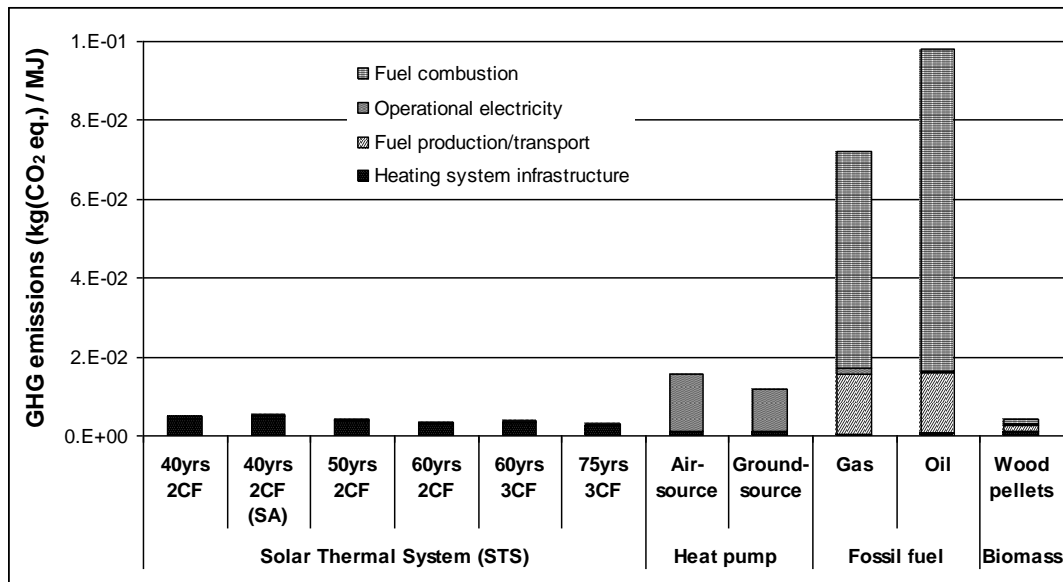 GHG emissions (kg(CO₂ eq.) / MJ)
1.E-01
8.E-02
6.E-02
4.E-02
2.E-02
0.E+00
Fuel combustion
Operational electricity
Fuel production/transport
Heating system infrastructure
40yrs 2CF
40yrs 2CF (SA)
50yrs 2CF
60yrs 2CF
60yrs 3CF
75yrs 3CF
Air-source
Ground-source
Gas
Oil
Wood pellets
Solar Thermal System (STS)
Heat pump
Fossil fuel
Biomass